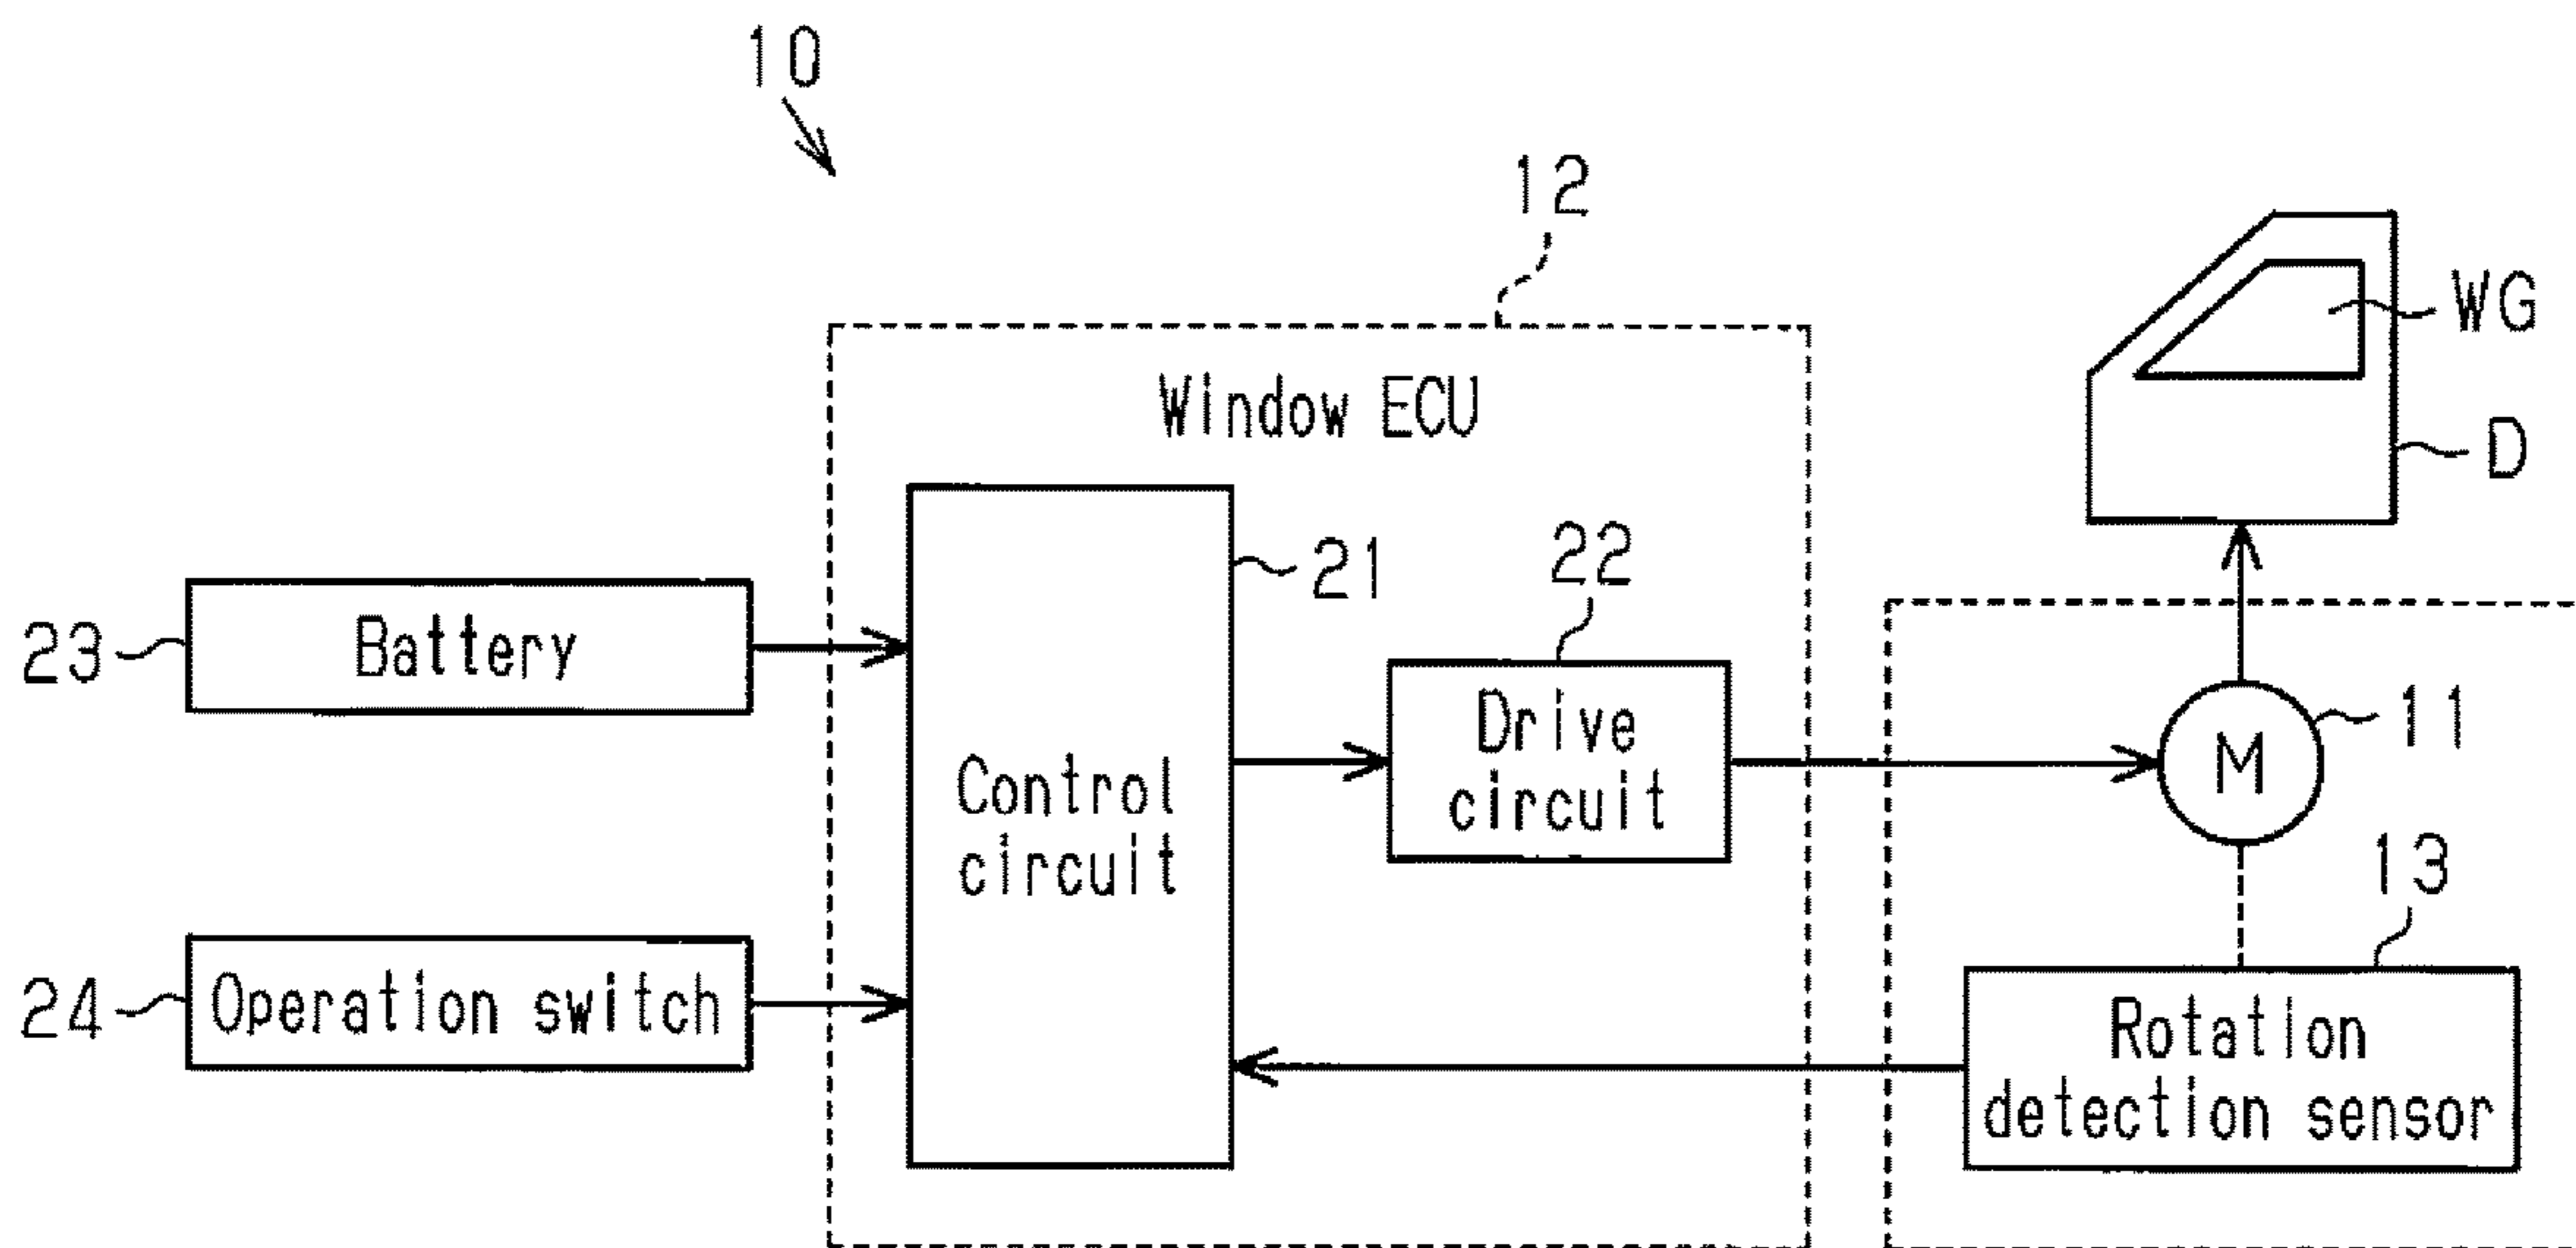 10
12
WG
Window ECU
D
21
22
23
Battery
Drive
circuit
11
M
Control
circuit
13
24
Operation switch
Rotation
detection sensor